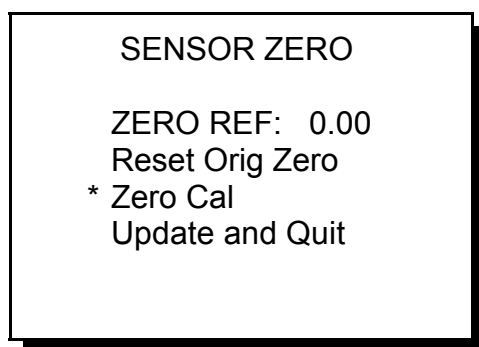 SENSOR ZERO
ZERO REF: 0.00
Reset Orig Zero
* Zero Cal
Update and Quit